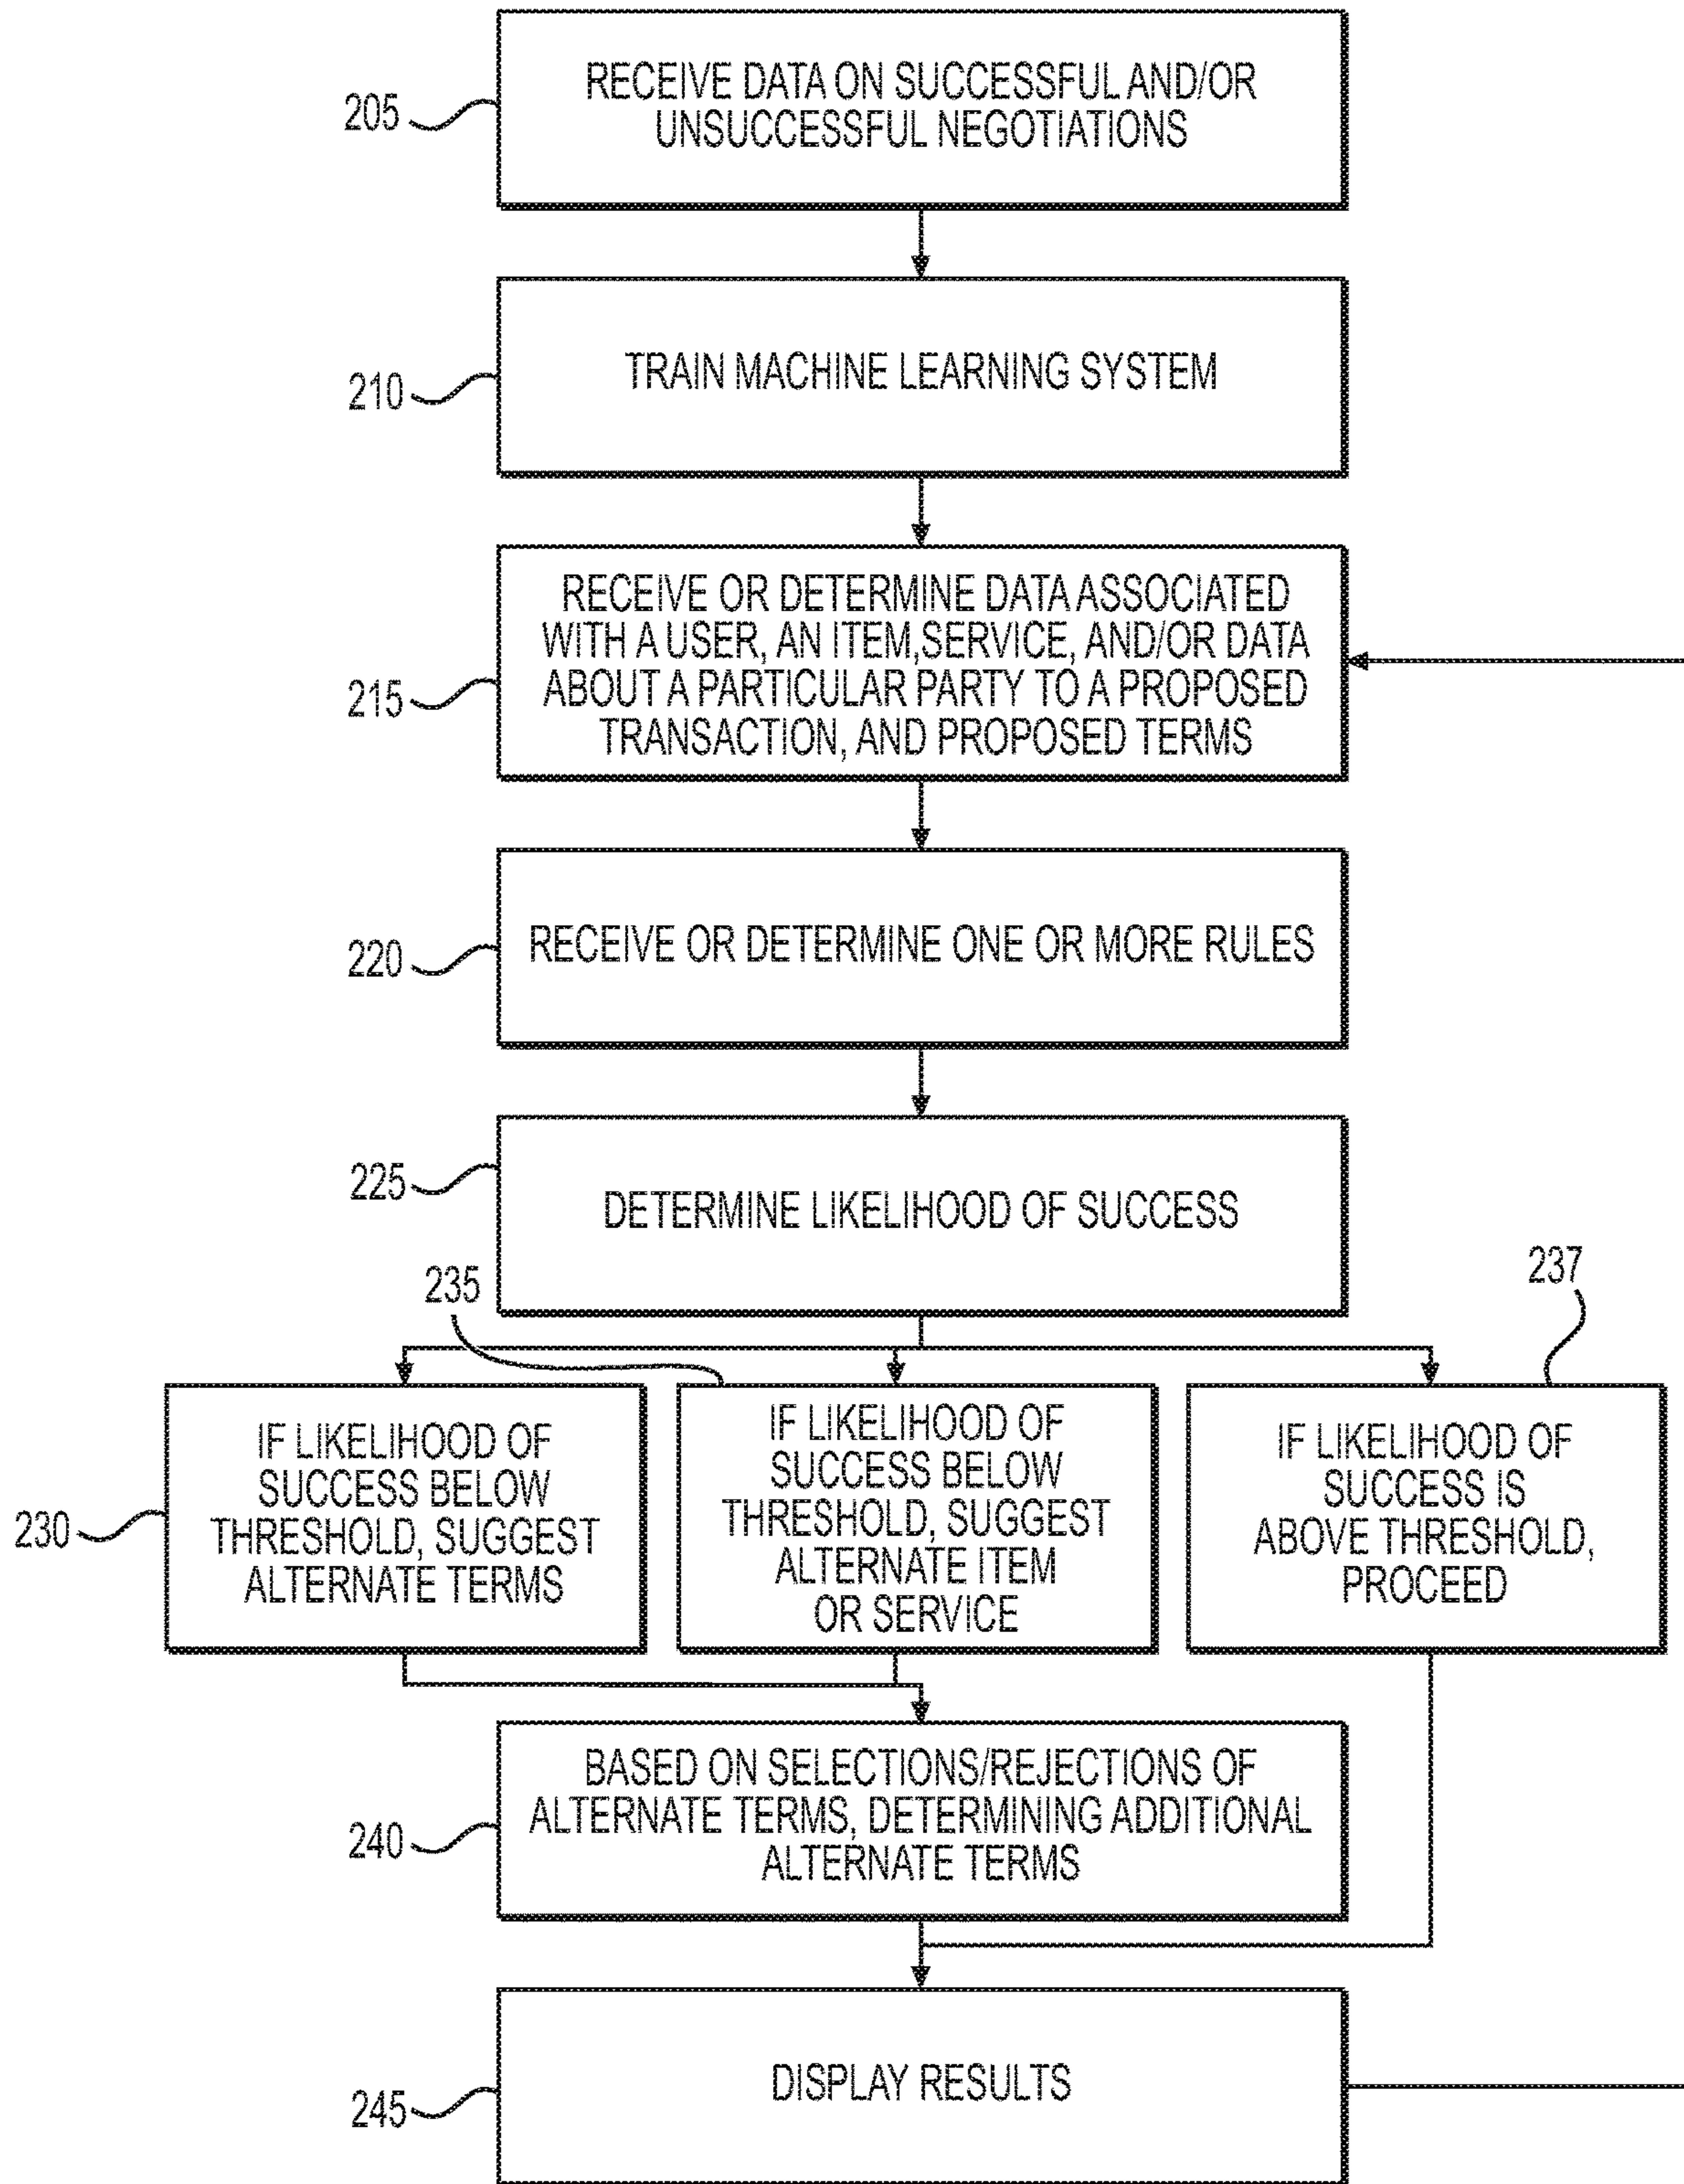 RECEIVE DATA ON SUCCESSFUL AND/OR
UNSUCCESSFUL NEGOTIATIONS
205
TRAIN MACHINE LEARNING SYSTEM
210
RECEIVE OR DETERMINE DATA ASSOCIATED
WITH A USER, AN ITEM,SERVICE, AND/OR DATA
ABOUT A PARTICULAR PARTY TO A PROPOSED
TRANSACTION, AND PROPOSED TERMS
215
RECEIVE OR DETERMINE ONE OR MORE RULES
220
225
DETERMINE LIKELIHOOD OF SUCCESS
235
237
IF LIKELIHOOD OF
SUCCESS BELOW
THRESHOLD, SUGGEST
ALTERNATE TERMS
230
IF LIKELIHOOD OF
SUCCESS BELOW
THRESHOLD, SUGGEST
ALTERNATE ITEM
OR SERVICE
IF LIKELIHOOD OF
SUCCESS IS
ABOVE THRESHOLD,
PROCEED
BASED ON SELECTIONS/REJECTIONS OF
ALTERNATE TERMS, DETERMINING ADDITIONAL
ALTERNATE TERMS
240
DISPLAY RESULTS
245